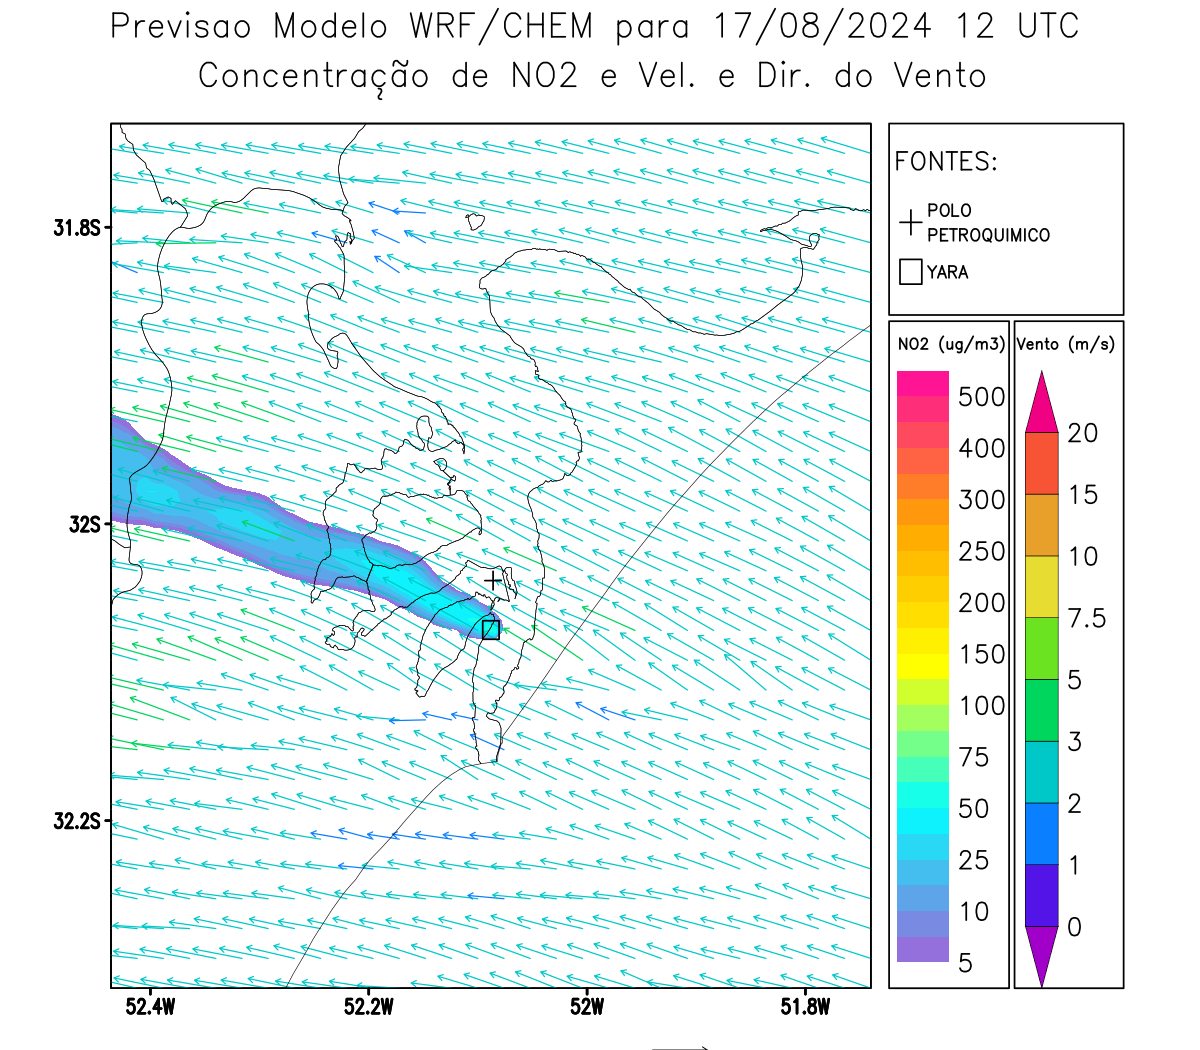 Previsao Modelo WRF/CHEM para 17/08/2024 12 UTC
Concentração de NO2 e Vel. e Dir. do Vento
FONTES:
POLO
PETROQUIMICO
YARA
31.8S
32S
32.2S
52.4W
52.2W
52W
51.8W
NO2 (ug/m3)
500
400
300
250
200
150
100
75
50
25
10
5
Vento (m/s)
20
15
10
7.5
5
3
2
1
0